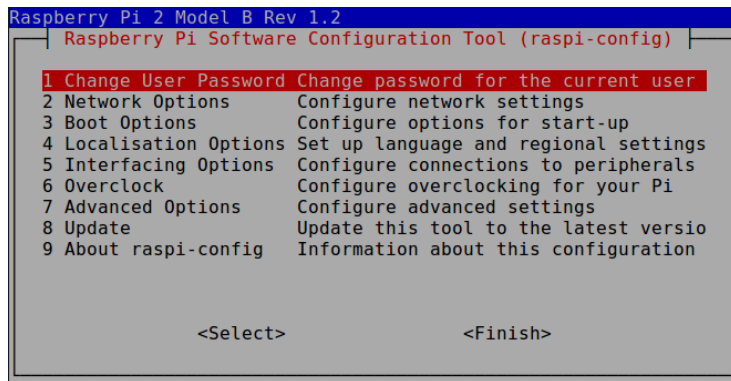 Raspberry Pi 2 Model B Rev 1.2
Raspberry Pi Software Configuration Tool (raspi-config)
1 Change User Password Change password for the current user
2 Network Options Configure network settings
3 Boot Options Configure options for start-up
4 Localisation Options Set up language and regional settings
5 Interfacing Options Configure connections to peripherals
6 Overclock Configure overclocking for your Pi
7 Advanced Options Configure advanced settings
8 Update Update this tool to the latest versio
9 About raspi-config Information about this configuration
<Select> <Finish>